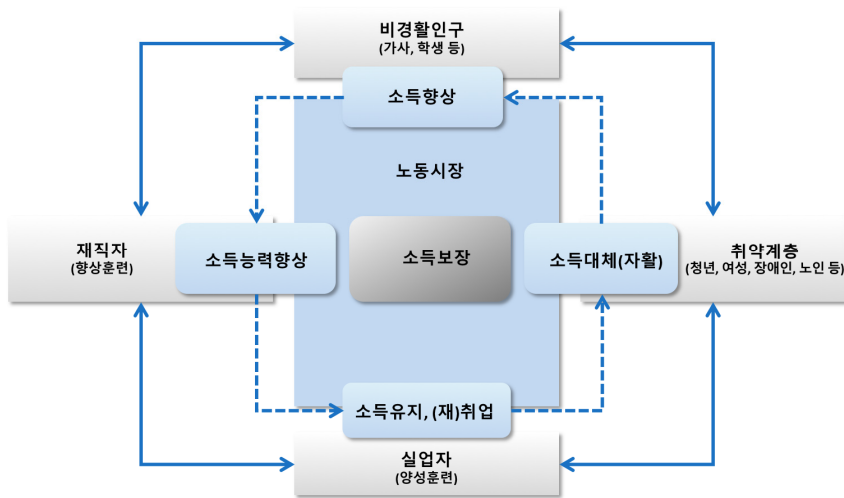 비경활인구
(가사, 학생 등)
소득향상
노동시장
재직자
(향상훈련)
소득능력향상
소득보장
소득대체(자활)
취약계층
(청년, 여성, 장애인, 노인 등)
소득유지, (재)취업
실업자
(양성훈련)